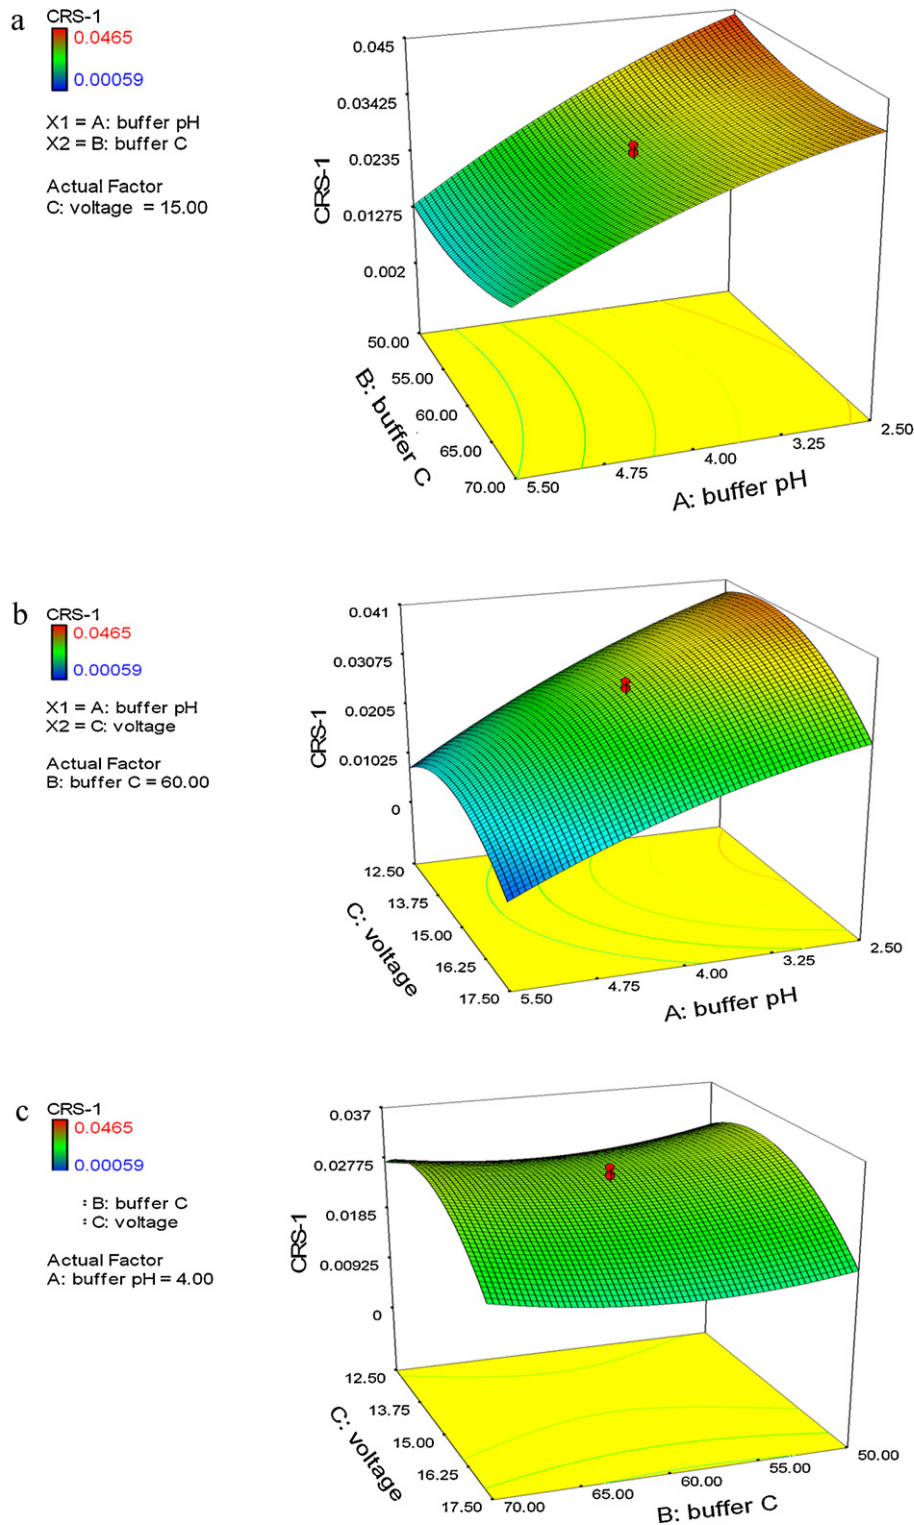 a
CRS-1
0.0465
0.00059
X1 = A: buffer pH
X2 = B: buffer C
Actual Factor
C: voltage = 15.00
0.045
0.03425
0.0235
0.01275
0.002
CRS-1
50.00
55.00
60.00
65.00
70.00
B: buffer C
5.50
4.75
4.00
3.25
2.50
A: buffer pH
b
CRS-1
0.0465
0.00059
X1 = A: buffer pH
X2 = C: voltage
Actual Factor
B: buffer C = 60.00
0.041
0.03075
0.0205
0.01025
0
CRS-1
12.50
13.75
15.00
16.25
17.50
C: voltage
5.50
4.75
4.00
3.25
2.50
A: buffer pH
c
CRS-1
0.0465
0.00059
: B: buffer C
: C: voltage
Actual Factor
A: buffer pH = 4.00
0.037
0.02775
0.0185
0.00925
0
CRS-1
12.50
13.75
15.00
16.25
17.50
C: voltage
70.00
65.00
60.00
55.00
50.00
B: buffer C